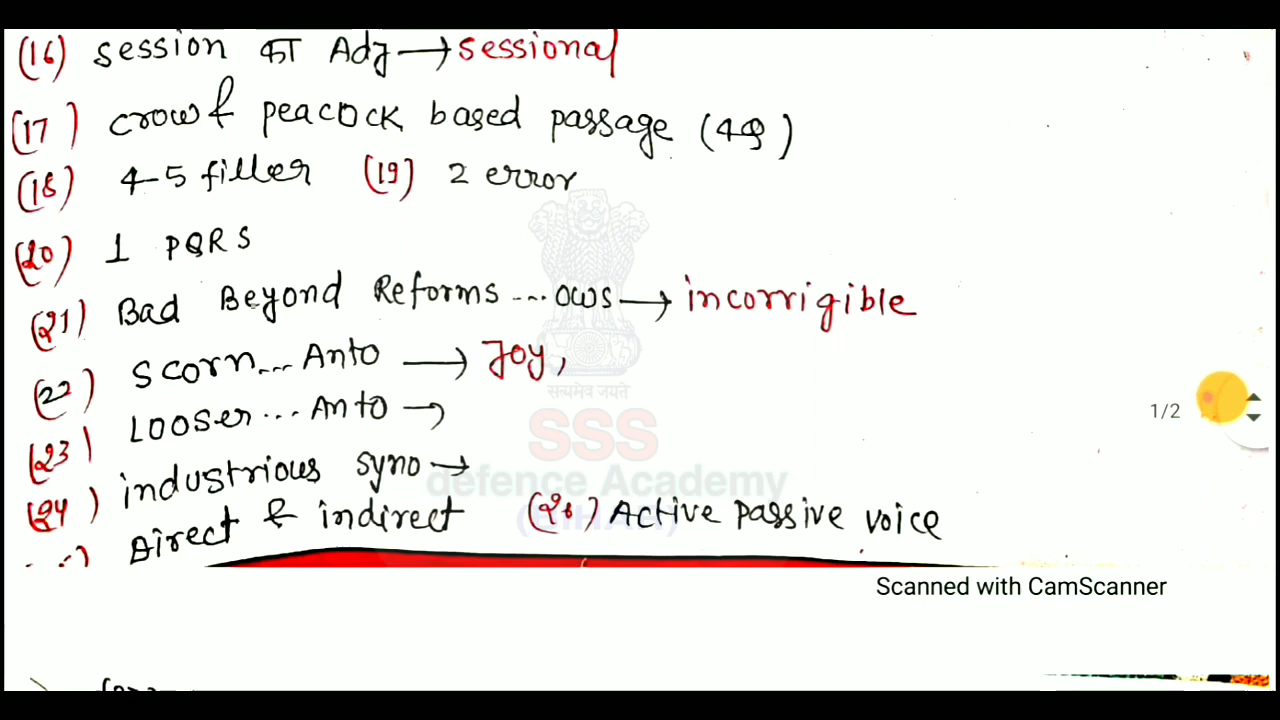 (16) session का Adj → sessional
(17) crow & peacock based passage (4Q)
(18) 4-5 filler (19) 2 error
(20) 1 PQRS
(21) Bad Beyond Reforms ... ows → incorrigible
(22) Scorn... Anto → Joy,
(23) Looser... Anto →
(24) industrious syno →
Direct & indirect (26) Active passive voice
सत्यमेव जयते
SSS
defence Academy
1/2
Scanned with CamScanner